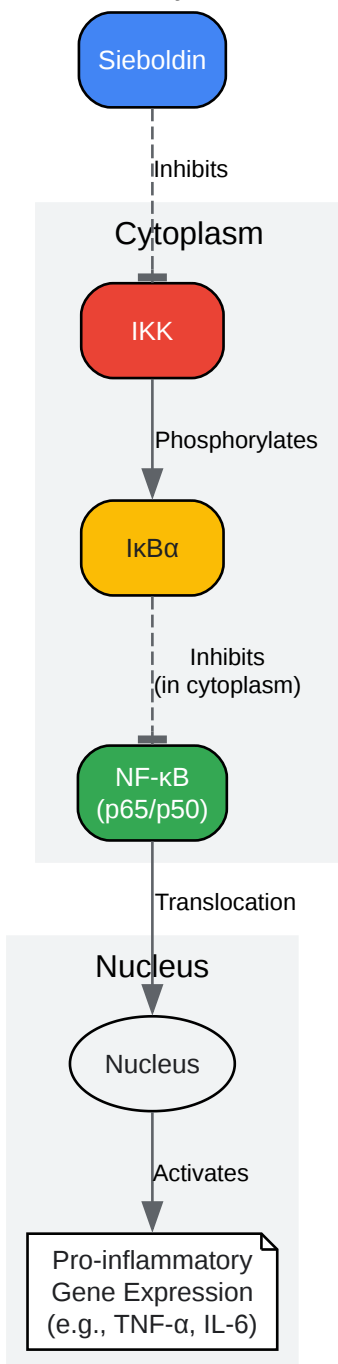 Sieboldin
Inhibits
Cytoplasm
IKK
Phosphorylates
IκBα
Inhibits
(in cytoplasm)
NF-κB
(p65/p50)
Translocation
Nucleus
Nucleus
Activates
Pro-inflammatory
Gene Expression
(e.g., TNF-α, IL-6)